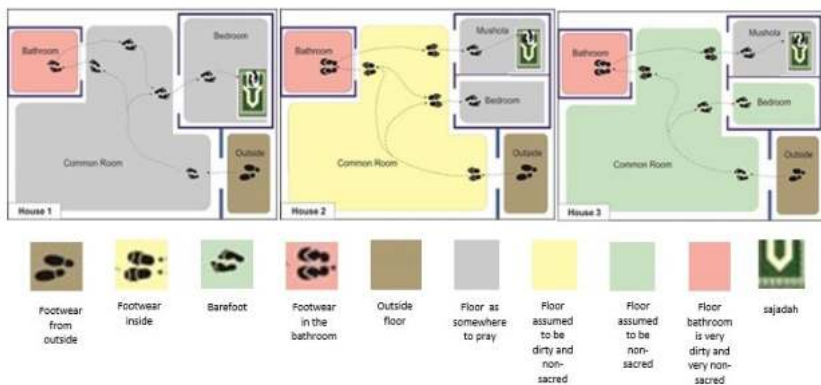 Bathroom
Bedroom
Common Room
Outside
House 1
Bathroom
Mushola
Bedroom
Common Room
Outside
House 2
Bathroom
Mushola
Bedroom
Common Room
Outside
House 3
Footwear
from
outside
Footwear
inside
Barefoot
Footwear
in the
bathroom
Outside
floor
Floor as
somewhere
to pray
Floor
assumed to
be dirty and
non-
sacred
Floor
assumed to
be non-
sacred
Floor
bathroom
is very
dirty and
very non-
sacred
sajadah